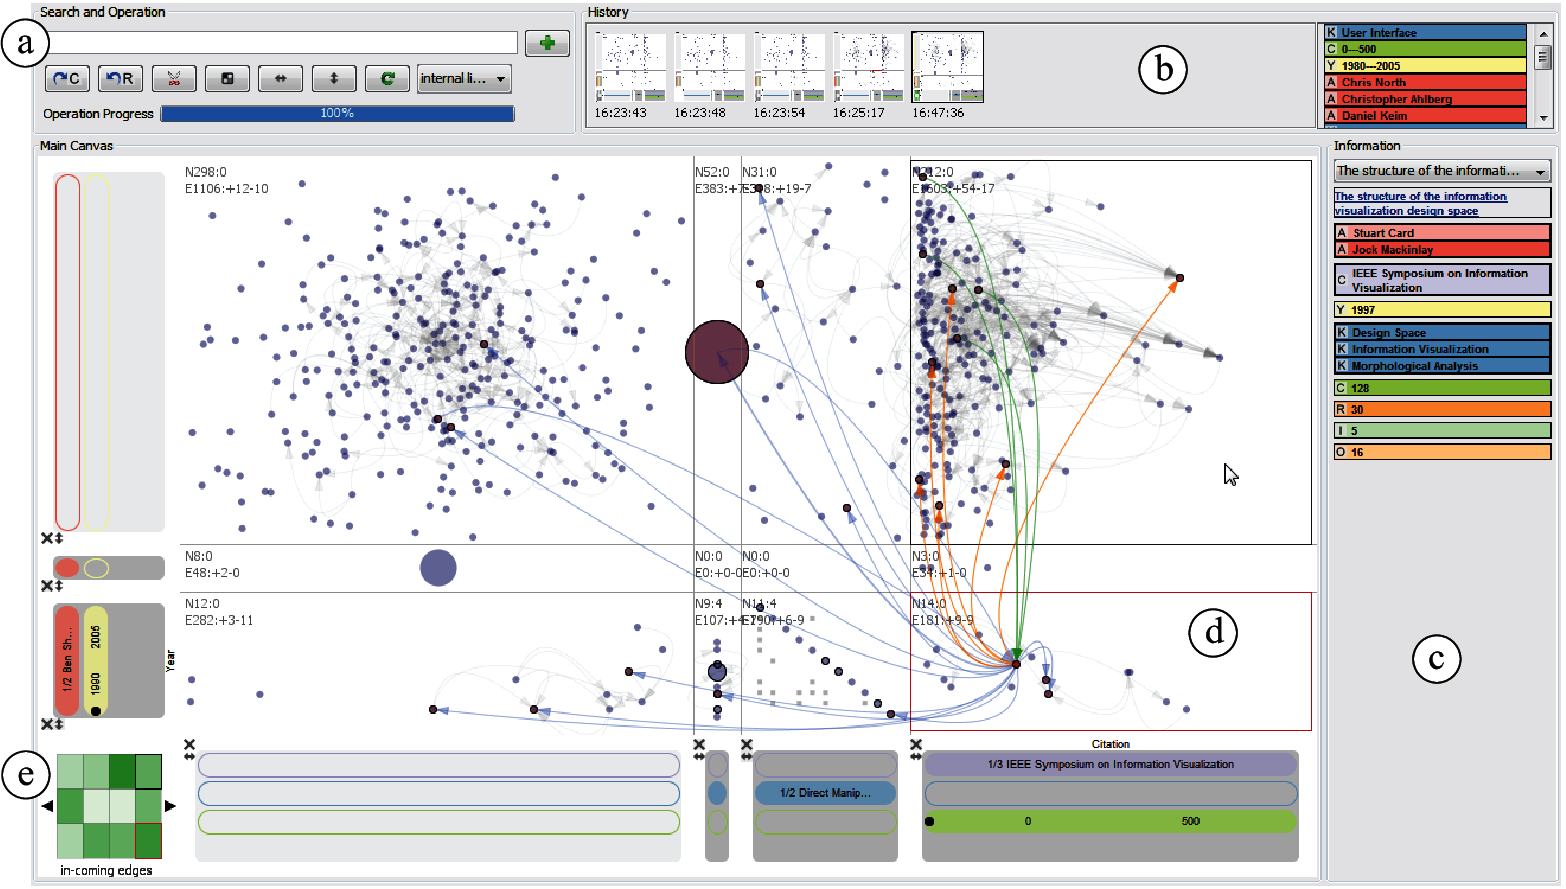 Search and Operation
a
C
R
C
internal li...
Operation Progress
100%
History
16:23:43
16:23:48
16:23:54
16:25:17
16:47:36
b
K User Interface
C 0---500
Y 1980---2005
A Chris North
A Christopher Ahlberg
A Daniel Keim
Main Canvas
N298:0
E1106:+12-10
N52:0
N31:0
E383:+7
+19-7
E1603:+54-17
N8:0
E48:+2-0
N0:0
E0:+0-0
N0:0
E0:+0-0
N3:0
E34:+1-0
N12:0
E282:+3-11
N9:4
N11:4
+6-9
N14:0
E181:+9-9
d
1/2 Ben Sh...
1990 2005
Year
e
in-coming edges
1/2 Direct Manip...
Citation
1/3 IEEE Symposium on Information Visualization
0 500
Information
The structure of the informati...
The structure of the information
visualization design space
A Stuart Card
A Jock Mackinlay
C IEEE Symposium on Information
Visualization
Y 1997
K Design Space
K Information Visualization
K Morphological Analysis
C 128
R 30
I 5
O 16
c